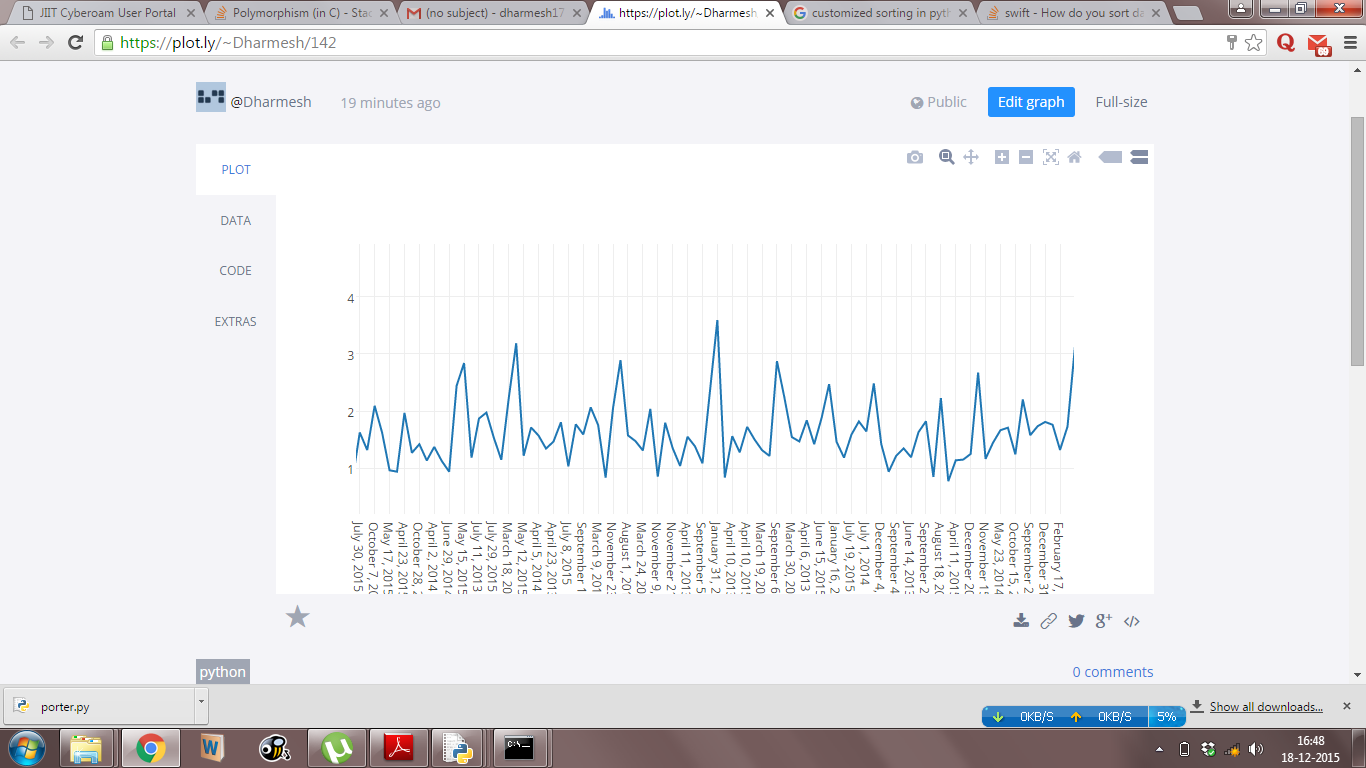 JIIT Cyberoam User Portal
Polymorphism (in C) - Stac
(no subject) - dharmesh17
https://plot.ly/~Dharmesh
customized sorting in pyth
swift - How do you sort da
https://plot.ly/~Dharmesh/142
@Dharmesh
19 minutes ago
Public
Edit graph
Full-size
PLOT
DATA
CODE
EXTRAS
4
3
2
1
July 30, 2015
October 7, 20
May 17, 2015
April 23, 2015
October 28, 2
April 2, 2014
June 29, 2014
May 15, 2015
July 11, 2013
July 29, 2015
March 18, 20
May 12, 2015
April 5, 2014
April 23, 2013
July 8, 2015
September 1
March 9, 201
November 2
August 1, 201
March 24, 20
November 9,
November 2
April 11, 201
September 5
January 31, 2
April 10, 201
April 10, 2015
March 19, 20
September 6
March 30, 20
April 6, 2013
June 15, 2015
January 16, 2
July 19, 2015
July 1, 2014
December 4,
September 4
June 14, 2013
September 2
August 18, 20
April 11, 2015
December 20
November 15
May 23, 2014
October 15, 2
September 2
December 31
February 17,
python
0 comments
porter.py
0KB/S
0KB/S
5%
Show all downloads...
16:48
18-12-2015